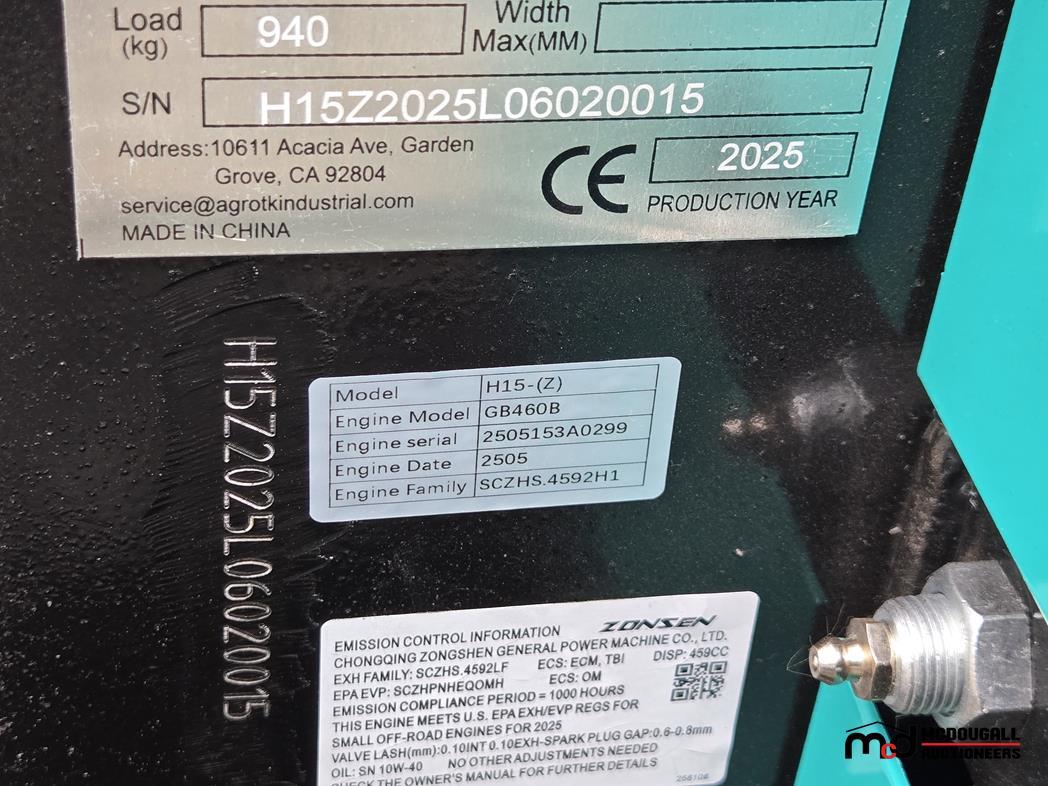 Load (kg) 940
Width Max(MM)
S/N H15Z2025L06020015
Address:10611 Acacia Ave, Garden
Grove, CA 92804
service@agrotkindustrial.com
MADE IN CHINA
CE
2025
PRODUCTION YEAR
H15Z2025L06020015
Model H15-(Z)
Engine Model GB460B
Engine serial 2505153A0299
Engine Date 2505
Engine Family SCZHS.4592H1
ZONSEN
EMISSION CONTROL INFORMATION
CHONGQING ZONGSHEN GENERAL POWER MACHINE CO., LTD.
EXH FAMILY: SCZHS.4592LF ECS: ECM, TBI DISP: 459CC
EPA EVP: SCZHPNHEQOMH ECS: OM
EMISSION COMPLIANCE PERIOD = 1000 HOURS
THIS ENGINE MEETS U.S. EPA EXH/EVP REGS FOR
SMALL OFF-ROAD ENGINES FOR 2025
VALVE LASH(mm):0.10INT 0.10EXH-SPARK PLUG GAP:0.6-0.8mm
OIL: SN 10W-40 NO OTHER ADJUSTMENTS NEEDED
CHECK THE OWNER'S MANUAL FOR FURTHER DETAILS
mcd MCDOUGALL
AUCTIONEERS